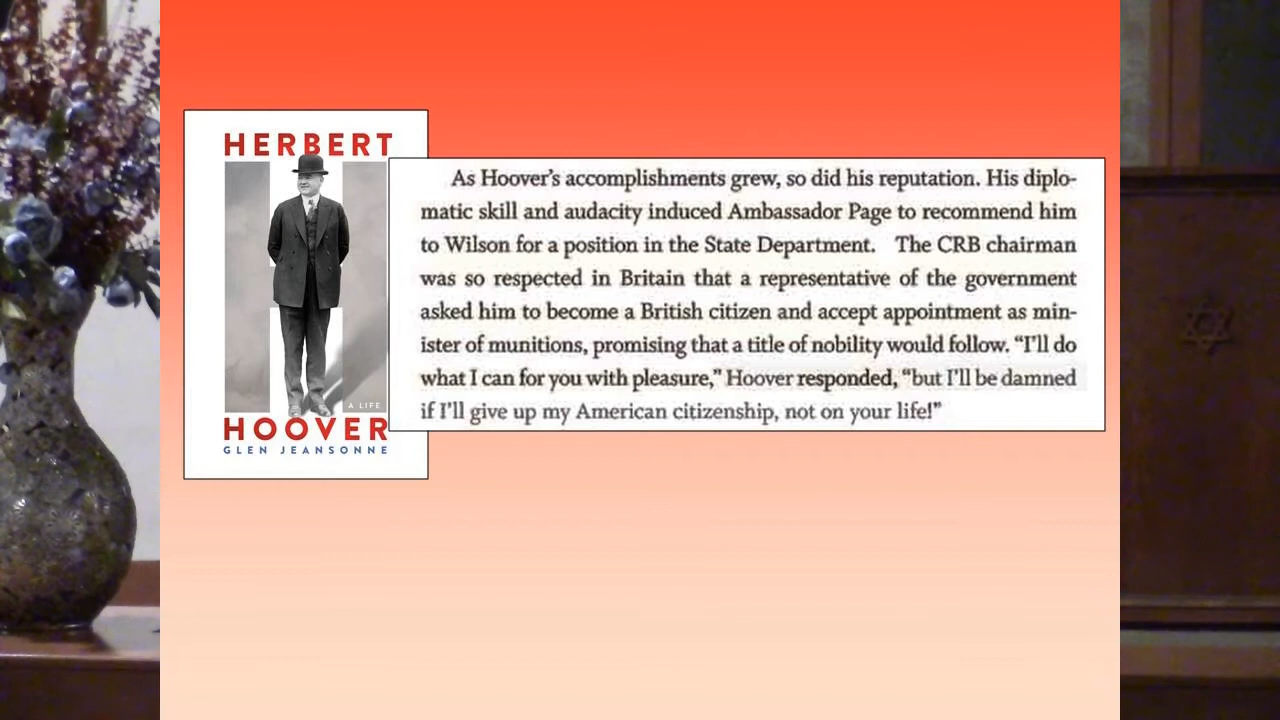 HERBERT
A LIFE
HOOVER
GLEN JEANSONNE
As Hoover’s accomplishments grew, so did his reputation. His diplo-
matic skill and audacity induced Ambassador Page to recommend him
to Wilson for a position in the State Department. The CRB chairman
was so respected in Britain that a representative of the government
asked him to become a British citizen and accept appointment as min-
ister of munitions, promising that a title of nobility would follow. “I’ll do
what I can for you with pleasure,” Hoover responded, “but I’ll be damned
if I’ll give up my American citizenship, not on your life!”